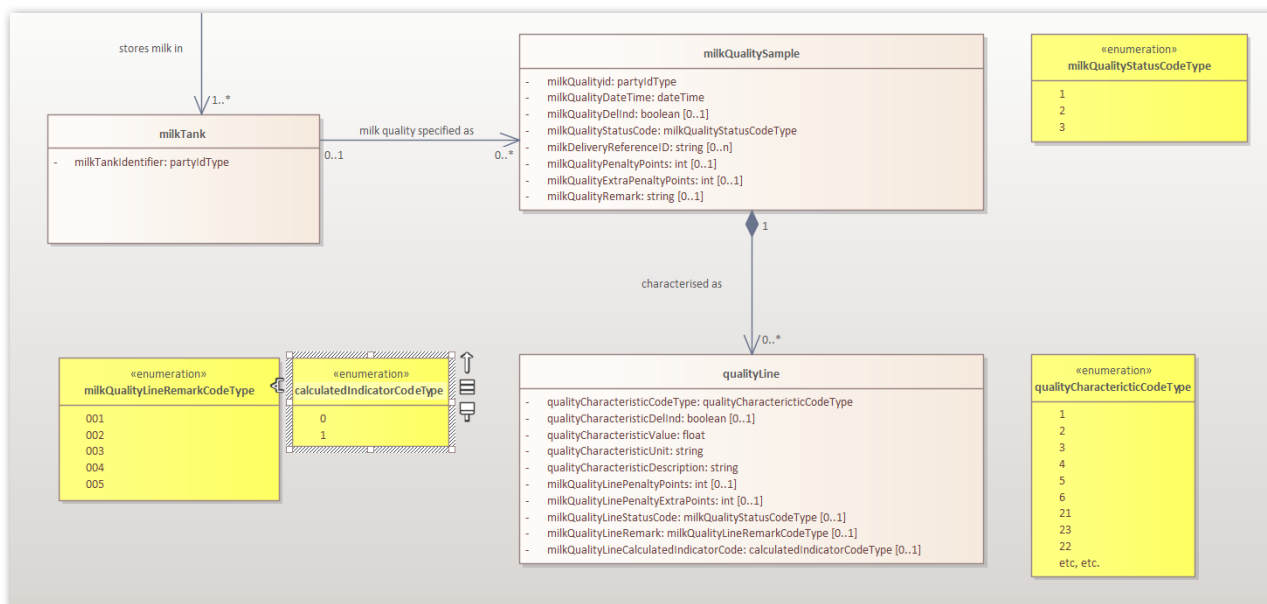 stores milk in
1..*
milkTank
- milkTankIdentifier: partyIdType
milk quality specified as
0..1
0..*
milkQualitySample
- milkQualityid: partyIdType
- milkQualityDateTime: dateTime
- milkQualityDelInd: boolean [0..1]
- milkQualityStatusCode: milkQualityStatusCodeType
- milkDeliveryReferenceID: string [0..n]
- milkQualityPenaltyPoints: int [0..1]
- milkQualityExtraPenaltyPoints: int [0..1]
- milkQualityRemark: string [0..1]
«enumeration»
milkQualityStatusCodeType
1
2
3
1
characterised as
0..*
«enumeration»
milkQualityLineRemarkCodeType
001
002
003
004
005
«enumeration»
calculatedIndicatorCodeType
0
1
qualityLine
- qualityCharacteristicCodeType: qualityCharactericticCodeType
- qualityCharacteristicDelInd: boolean [0..1]
- qualityCharacteristicValue: float
- qualityCharacteristicUnit: string
- qualityCharacteristicDescription: string
- milkQualityLinePenaltyPoints: int [0..1]
- milkQualityLinePenaltyExtraPoints: int [0..1]
- milkQualityLineStatusCode: milkQualityStatusCodeType [0..1]
- milkQualityLineRemark: milkQualityLineRemarkCodeType [0..1]
- milkQualityLineCalculatedIndicatorCode: calculatedIndicatorCodeType [0..1]
«enumeration»
qualityCharactericticCodeType
1
2
3
4
5
6
21
23
22
etc, etc.